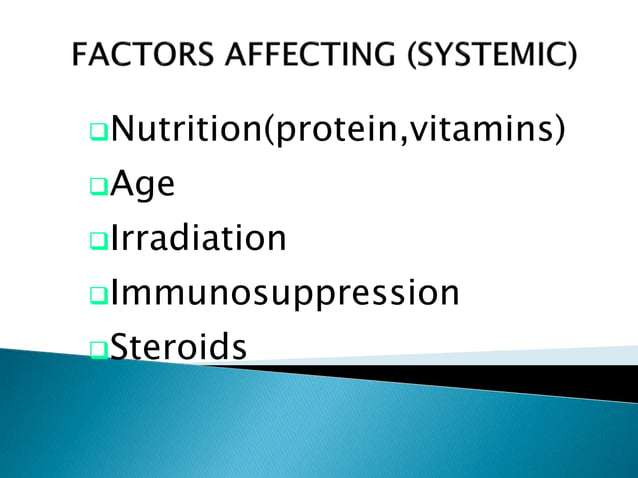 FACTORS AFFECTING (SYSTEMIC)
Nutrition(protein,vitamins)
Age
Irradiation
Immunosuppression
Steroids